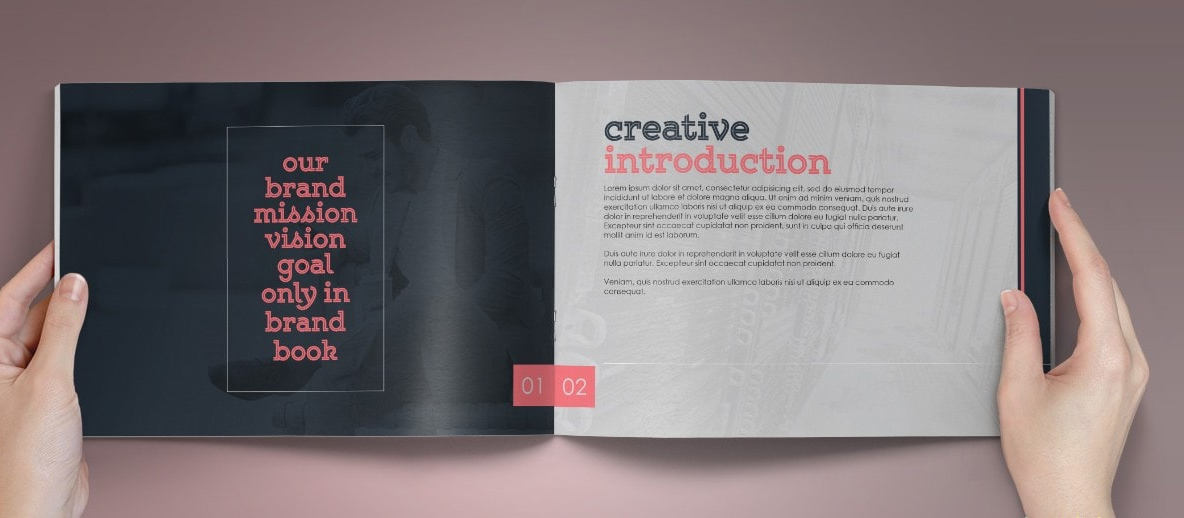 our
brand
mission
vision
goal
only in
brand
book
01
creative
introduction
Lorem ipsum dolor sit amet, consectetur adipisicing elit, sed do eiusmod tempor
incididunt ut labore et dolore magna aliqua. Ut enim ad minim veniam, quis nostrud
exercitation ullamco laboris nisi ut aliquip ex ea commodo consequat. Duis aute irure
dolor in reprehenderit in voluptate velit esse cillum dolore eu fugiat nulla pariatur.
Excepteur sint occaecat cupidatat non proident, sunt in culpa qui officia deserunt
mollit anim id est laborum.
Duis aute irure dolor in reprehenderit in voluptate velit esse cillum dolore eu fugiat
nulla pariatur. Excepteur sint occaecat cupidatat non proident.
Veniam, quis nostrud exercitation ullamco laboris nisi ut aliquip ex ea commodo
consequat.
02